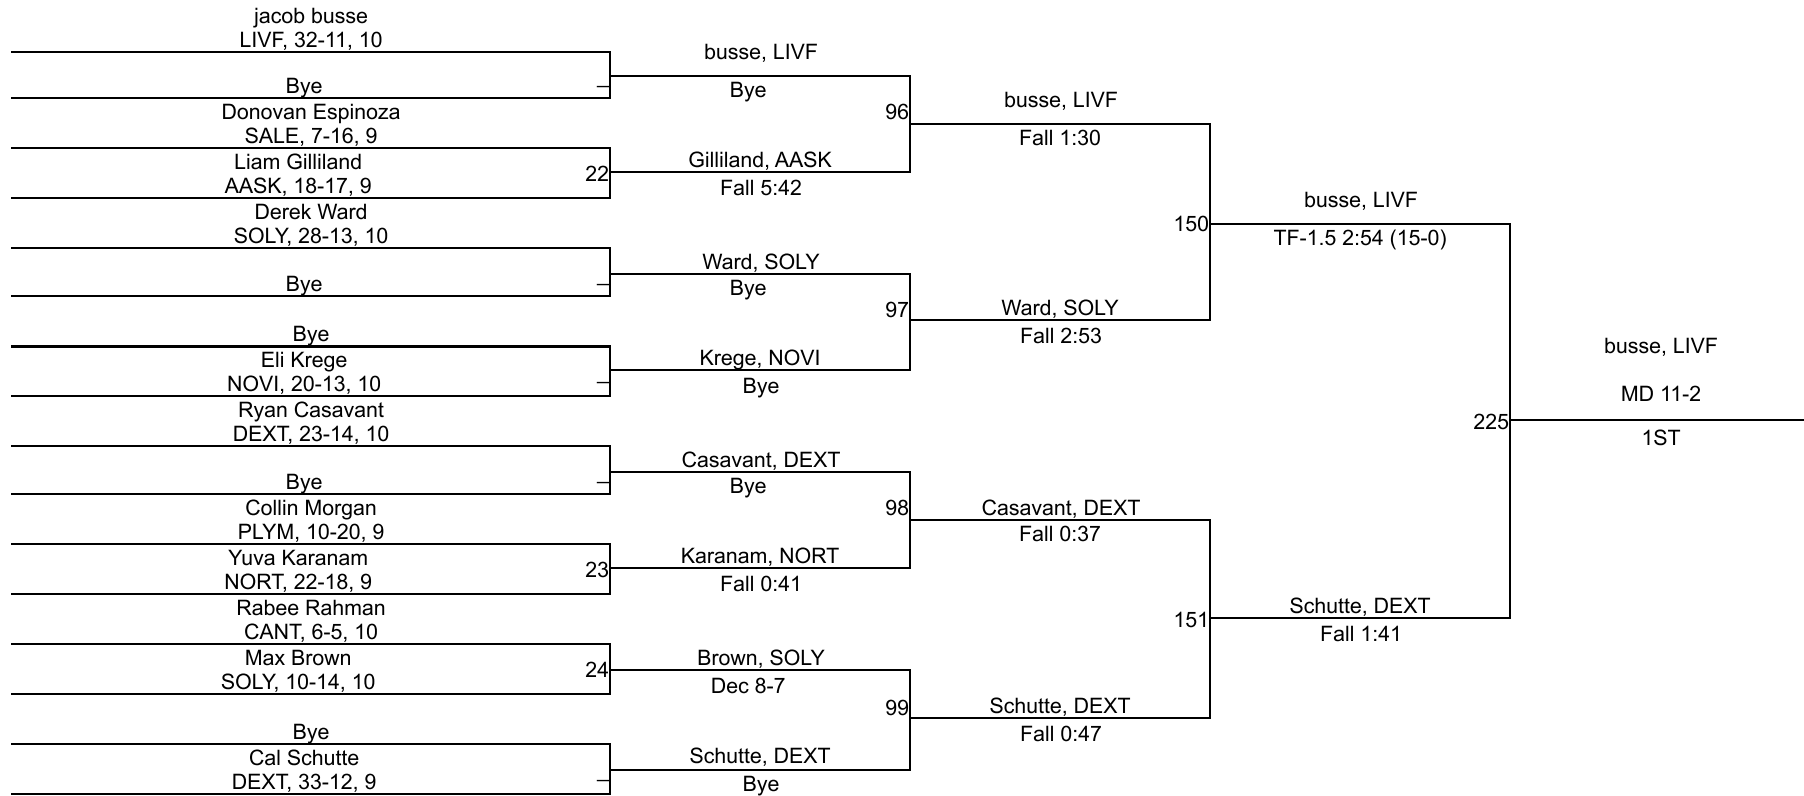 jacob busse
LIVF, 32-11, 10
Bye
Donovan Espinoza
SALE, 7-16, 9
Liam Gilliland
AASK, 18-17, 9
22
Derek Ward
SOLY, 28-13, 10
Bye
Bye
Eli Krege
NOVI, 20-13, 10
Ryan Casavant
DEXT, 23-14, 10
Bye
Collin Morgan
PLYM, 10-20, 9
Yuva Karanam
NORT, 22-18, 9
23
Rabee Rahman
CANT, 6-5, 10
Max Brown
SOLY, 10-14, 10
24
Bye
Cal Schutte
DEXT, 33-12, 9
busse, LIVF
Bye
96
Gilliland, AASK
Fall 5:42
Ward, SOLY
Bye
97
Krege, NOVI
Bye
Casavant, DEXT
Bye
98
Karanam, NORT
Fall 0:41
Brown, SOLY
Dec 8-7
99
Schutte, DEXT
Bye
busse, LIVF
Fall 1:30
150
Ward, SOLY
Fall 2:53
Casavant, DEXT
Fall 0:37
151
Schutte, DEXT
Fall 0:47
busse, LIVF
TF-1.5 2:54 (15-0)
225
Schutte, DEXT
Fall 1:41
busse, LIVF
MD 11-2
1ST